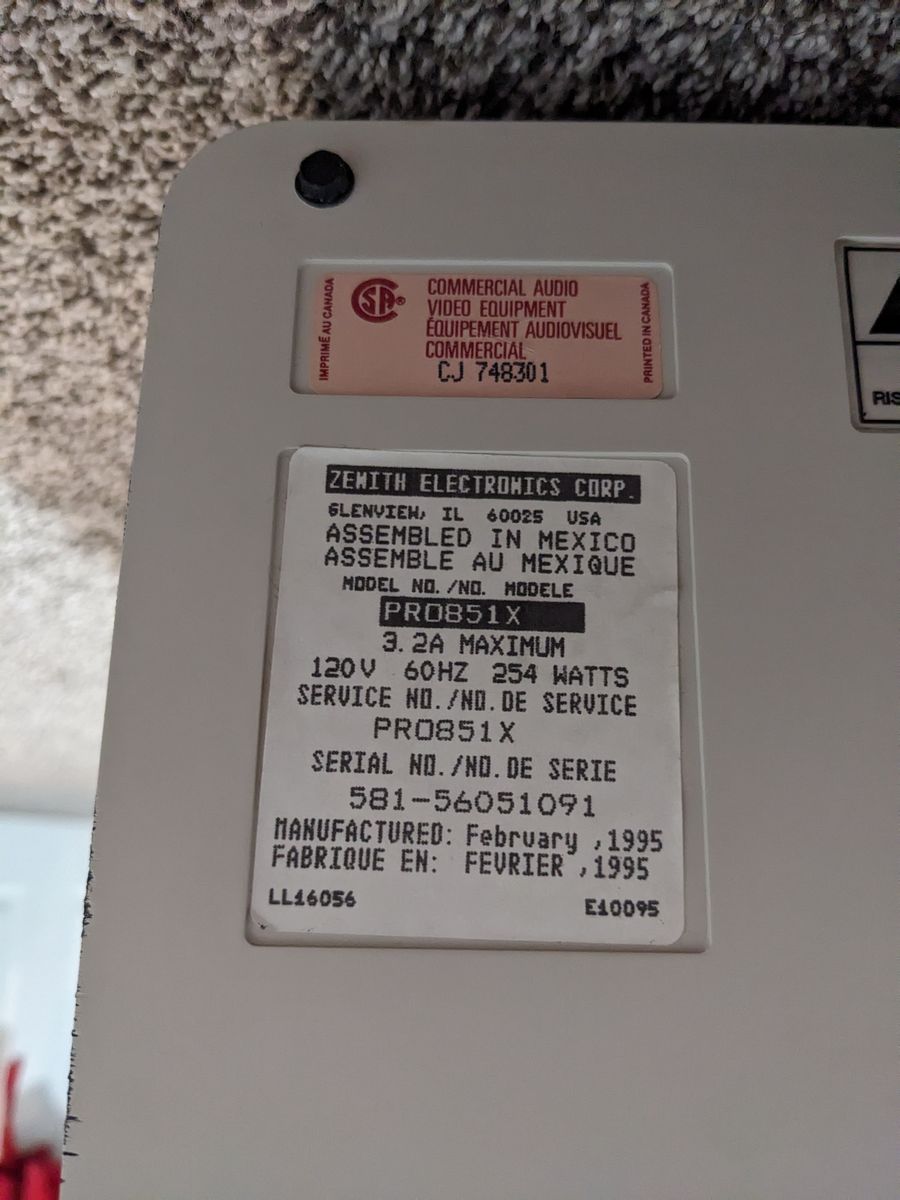 IMPRIMÉ AU CANADA
CSA®
COMMERCIAL AUDIO
VIDEO EQUIPMENT
ÉQUIPEMENT AUDIOVISUEL
COMMERCIAL
CJ 748301
PRINTED IN CANADA
RIS
ZENITH ELECTRONICS CORP.
GLENVIEW, IL 60025 USA
ASSEMBLED IN MEXICO
ASSEMBLE AU MEXIQUE
MODEL NO./NO. MODELE
PRO851X
3.2A MAXIMUM
120V 60HZ 254 WATTS
SERVICE NO./NO.DE SERVICE
PRO851X
SERIAL NO./NO.DE SERIE
581-56051091
MANUFACTURED: February ,1995
FABRIQUE EN: FEVRIER ,1995
LL16056 E10095